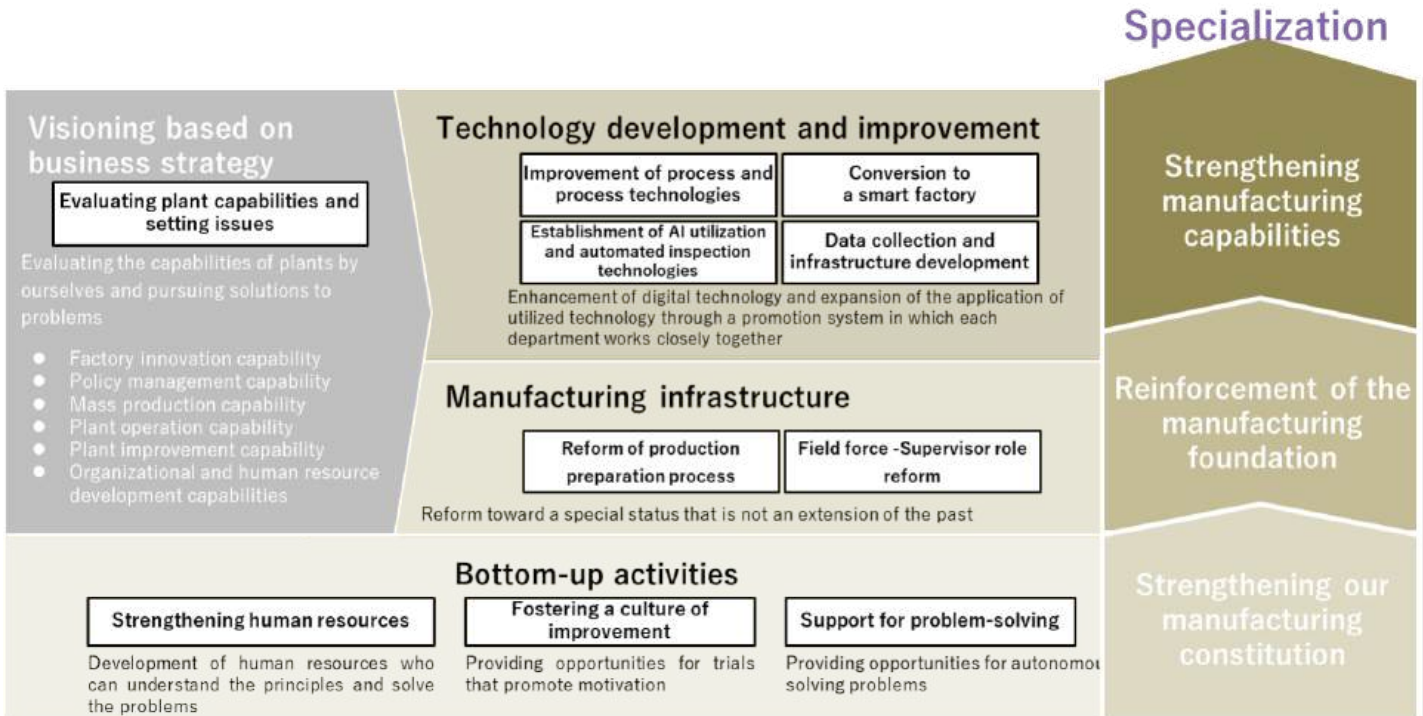 Specialization
Visioning based on
business strategy
Evaluating plant capabilities and
setting issues
Evaluating the capabilities of plants by
ourselves and pursuing solutions to
problems
● Factory innovation capability
● Policy management capability
● Mass production capability
● Plant operation capability
● Plant improvement capability
● Organizational and human resource
development capabilities
Technology development and improvement
Improvement of process and
process technologies
Conversion to
a smart factory
Establishment of AI utilization
and automated inspection
technologies
Data collection and
infrastructure development
Enhancement of digital technology and expansion of the application of
utilized technology through a promotion system in which each
department works closely together
Manufacturing infrastructure
Reform of production
preparation process
Field force -Supervisor role
reform
Reform toward a special status that is not an extension of the past
Bottom-up activities
Strengthening human resources
Development of human resources who
can understand the principles and solve
the problems
Fostering a culture of
improvement
Providing opportunities for trials
that promote motivation
Support for problem-solving
Providing opportunities for autonomou
solving problems
Strengthening
manufacturing
capabilities
Reinforcement of the
manufacturing
foundation
Strengthening our
manufacturing
constitution